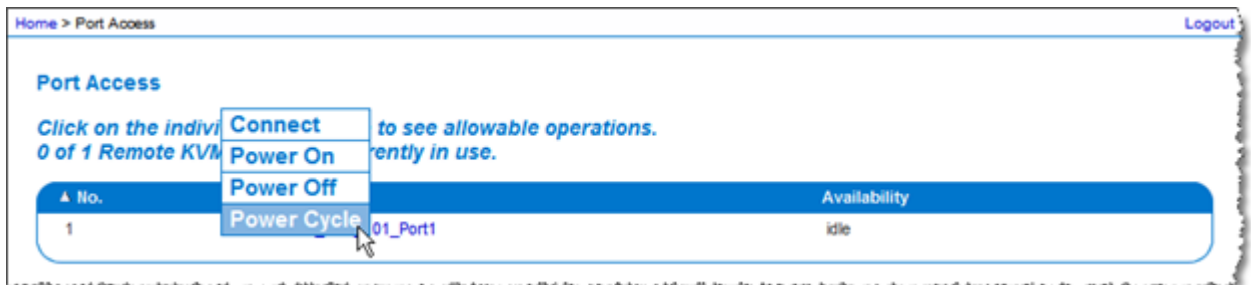 Home > Port Access
Logout
Port Access
Click on the indivi to see allowable operations.
0 of 1 Remote KVM rently in use.
Connect
Power On
Power Off
Power Cycle
▲ No. Availability
1 01_Port1 idle